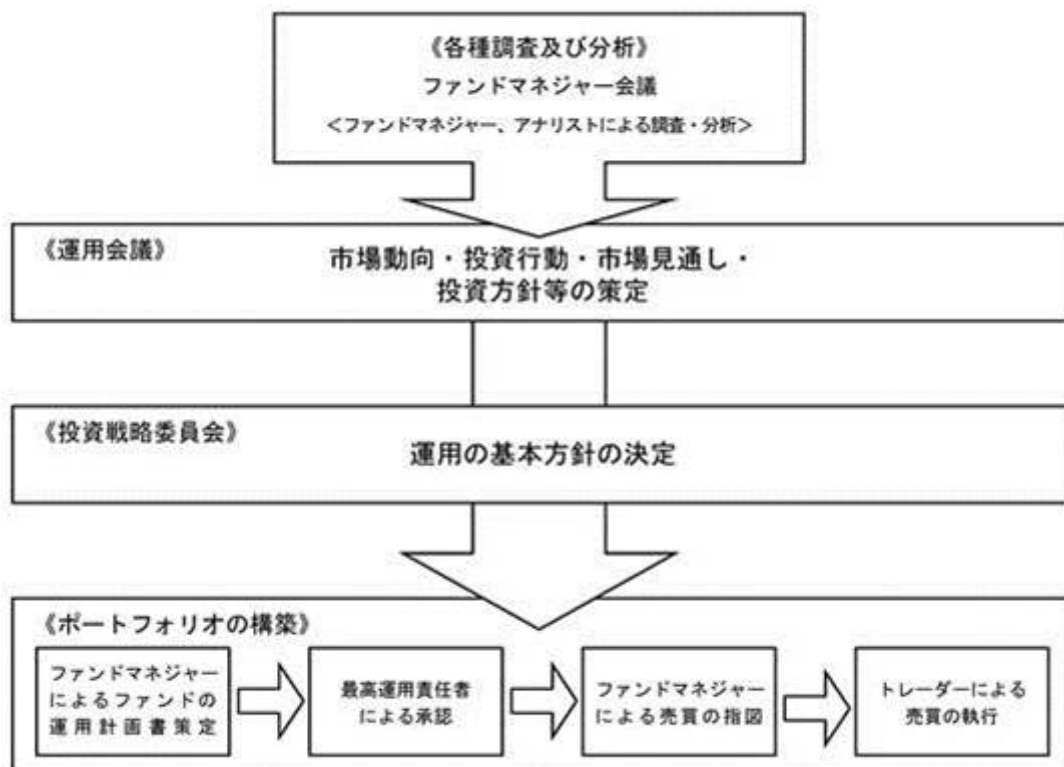 《各種調査及び分析》
ファンドマネジャー会議
<ファンドマネジャー、アナリストによる調査・分析>
《運用会議》
市場動向・投資行動・市場見通し・
投資方針等の策定
《投資戦略委員会》
運用の基本方針の決定
《ポートフォリオの構築》
ファンドマネジャー
によるファンドの
運用計画書策定
最高運用責任者
による承認
ファンドマネジャー
による売買の指図
トレーダーによる
売買の執行